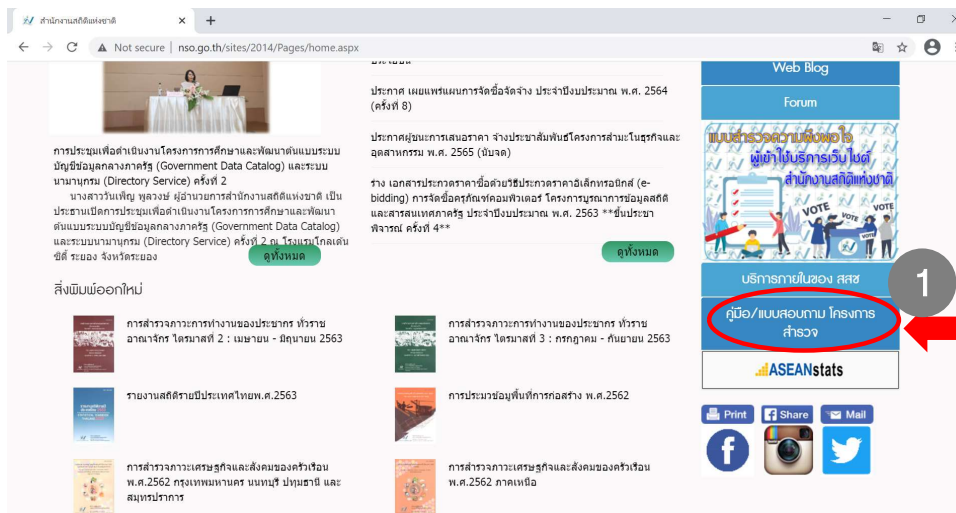 สำนักงานสถิติแห่งชาติ
Not secure | nso.go.th/sites/2014/Pages/home.aspx
การประชุมเพื่อดำเนินงานโครงการการศึกษาและพัฒนาต้นแบบระบบ
บัญชีข้อมูลกลางภาครัฐ (Government Data Catalog) และระบบ
นามานุกรม (Directory Service) ครั้งที่ 2
นางสาววันเพ็ญ พูลวงษ์ ผู้อำนวยการสำนักงานสถิติแห่งชาติ เป็น
ประธานเปิดการประชุมเพื่อดำเนินงานโครงการการศึกษาและพัฒนา
ต้นแบบระบบบัญชีข้อมูลกลางภาครัฐ (Government Data Catalog)
และระบบนามานุกรม (Directory Service) ครั้งที่ 2 ณ โรงแรมโกลเด้น
ซิตี้ ระยอง จังหวัดระยอง
ดูทั้งหมด
ประกาศ เผยแพร่แผนการจัดซื้อจัดจ้าง ประจำปีงบประมาณ พ.ศ. 2564
(ครั้งที่ 8)
ประกาศผู้ชนะการเสนอราคา จ้างประชาสัมพันธ์โครงการสำมะโนธุรกิจและ
อุตสาหกรรม พ.ศ. 2565 (นับจด)
ร่าง เอกสารประกวดราคาซื้อด้วยวิธีประกวดราคาอิเล็กทรอนิกส์ (e-
bidding) การจัดซื้อครุภัณฑ์คอมพิวเตอร์ โครงการบูรณาการข้อมูลสถิติ
และสารสนเทศภาครัฐ ประจำปีงบประมาณ พ.ศ. 2563 **ขึ้นประชา
พิจารณ์ ครั้งที่ 4**
ดูทั้งหมด
สิ่งพิมพ์ออกใหม่
การสำรวจภาวะการทำงานของประชากร ทั่วราช
อาณาจักร ไตรมาสที่ 2 : เมษายน - มิถุนายน 2563
การสำรวจภาวะการทำงานของประชากร ทั่วราช
อาณาจักร ไตรมาสที่ 3 : กรกฎาคม - กันยายน 2563
รายงานสถิติรายปีประเทศไทยพ.ศ.2563
การประมวข้อมูลพื้นที่การก่อสร้าง พ.ศ.2562
การสำรวจภาวะเศรษฐกิจและสังคมของครัวเรือน
พ.ศ.2562 กรุงเทพมหานคร นนทบุรี ปทุมธานี และ
สมุทรปราการ
การสำรวจภาวะเศรษฐกิจและสังคมของครัวเรือน
พ.ศ.2562 ภาคเหนือ
Web Blog
Forum
แบบสำรวจความพึงพอใจ
ผู้เข้าใช้บริการเว็บไซต์
สำนักงานสถิติแห่งชาติ
VOTE VOTE VOTE
VOTE
บริการภายในของ สสช
คู่มือ/แบบสอบถาม โครงการ
สำรวจ
1
ASEANstats
Print Share Mail